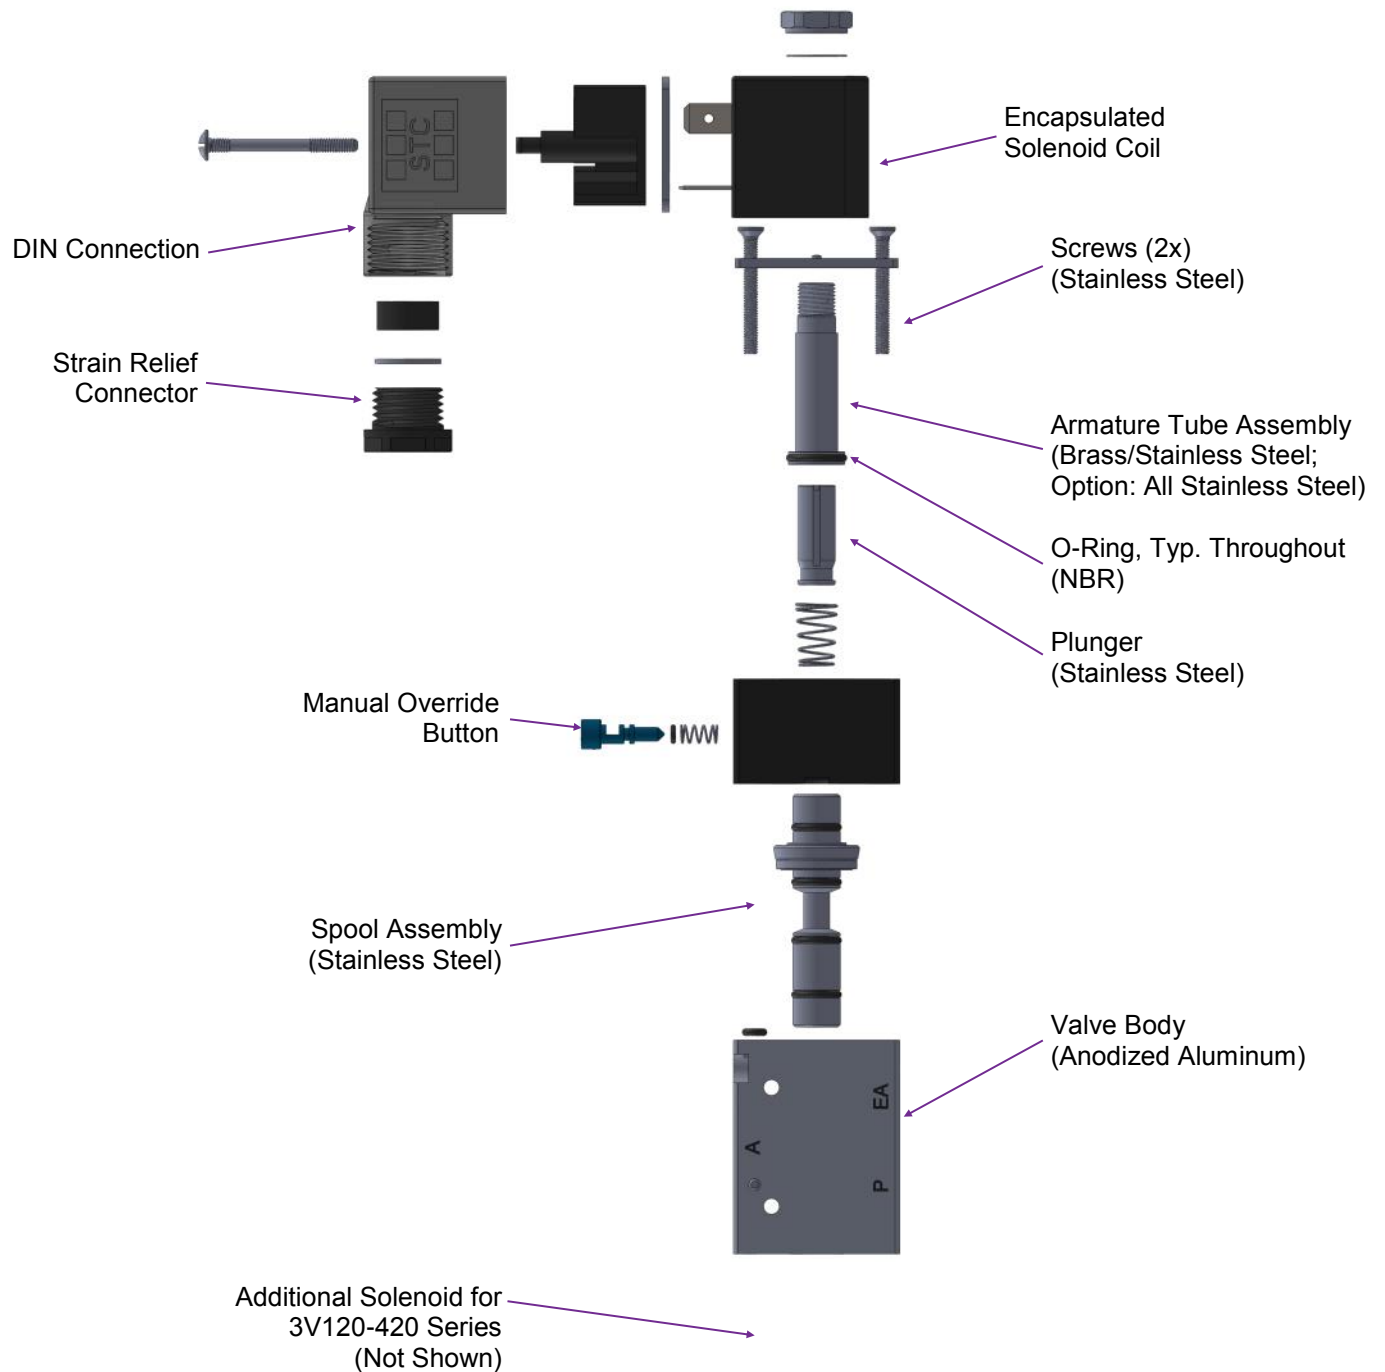 Encapsulated
Solenoid Coil
STC
DIN Connection
Screws (2x)
(Stainless Steel)
Strain Relief
Connector
Armature Tube Assembly
(Brass/Stainless Steel;
Option: All Stainless Steel)
O-Ring, Typ. Throughout
(NBR)
Plunger
(Stainless Steel)
Manual Override
Button
Spool Assembly
(Stainless Steel)
Valve Body
(Anodized Aluminum)
EA
A
P
Additional Solenoid for
3V120-420 Series
(Not Shown)